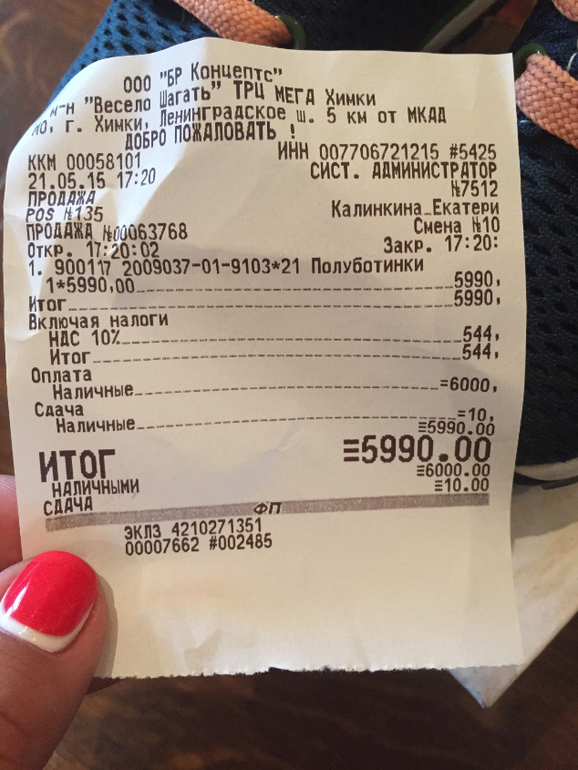 ООО "БР Концептс"
м-н "Весело Шагать" ТРЦ МЕГА Химки
МО, г. Химки, Ленинградское ш. 5 км от МКАД
ДОБРО ПОЖАЛОВАТЬ !
ККМ 00058101 ИНН 007706721215 #5425
21.05.15 17:20 СИСТ. АДМИНИСТРАТОР
ПРОДАЖА №7512
POS №135 Калинкина Екатери
ПРОДАЖА №00063768 Смена №10
Откр. 17:20:02 Закр. 17:20:
1. 900117 2009037-01-9103*21 Полуботинки
1*5990,00 5990,
Итог 5990,
Включая налоги
НДС 10% 544,
Итог 544,
Оплата
Наличные =6000,
Сдача
Наличные =10,
≡5990.00
ИТОГ ≡5990.00
НАЛИЧНЫМИ ≡6000.00
СДАЧА ≡10.00
ФП
ЭКЛЗ 4210271351
00007662 #002485